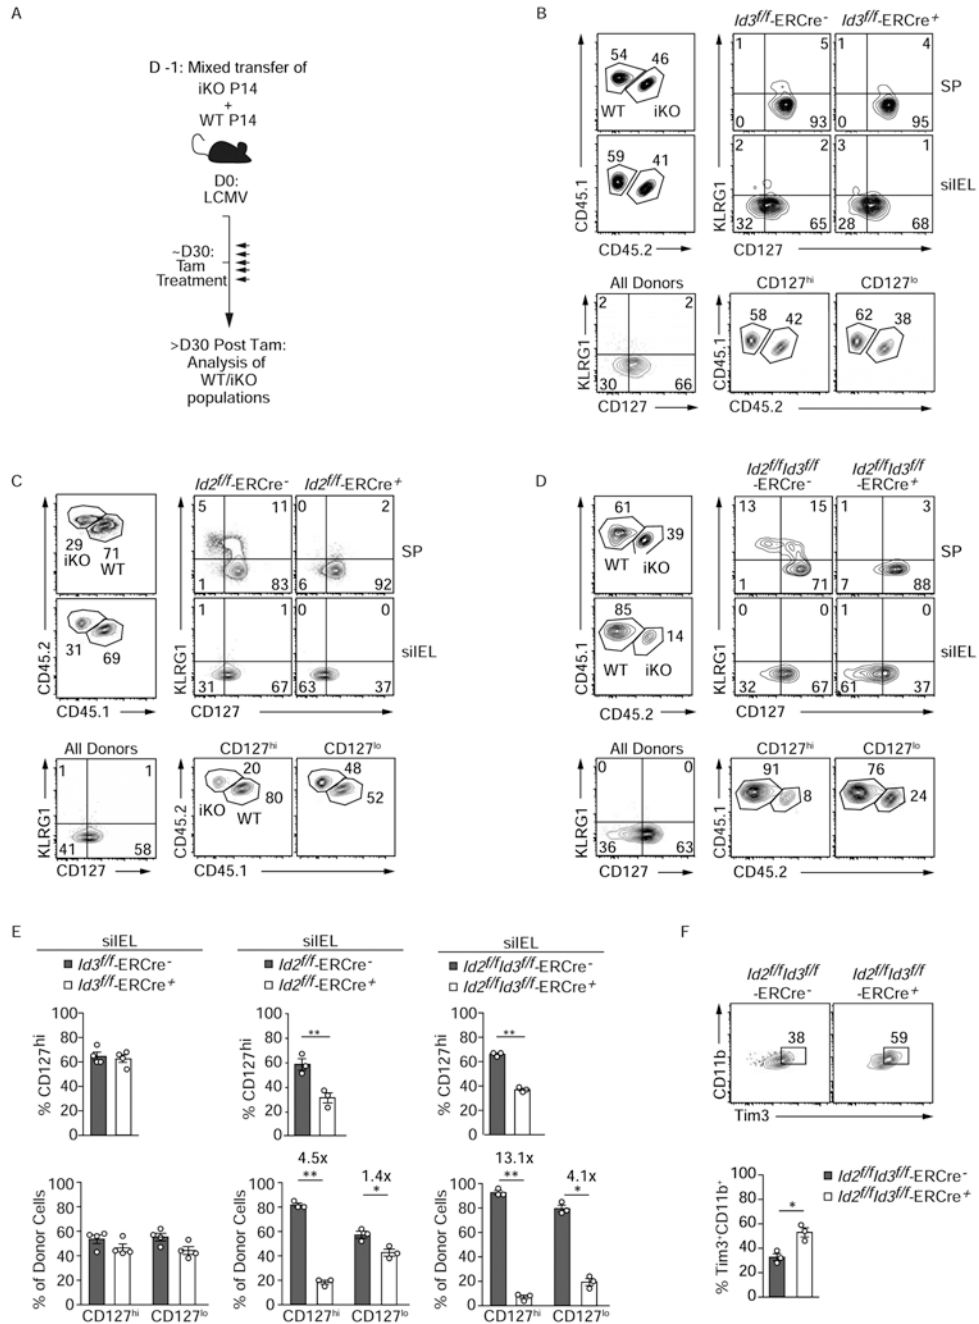 A
D -1: Mixed transfer of
iKO P14
+
WT P14
D0:
LCMV
~D30:
Tam
Treatment
>D30 Post Tam:
Analysis of
WT/iKO
populations
B
Id3f/f-ERCre- Id3f/f-ERCre+
54 46
WT iKO
1 5 1 4
0 93 0 95
SP
59 41
2 2 3 1
32 65 28 68
siIEL
CD45.1
CD45.2
KLRG1
CD127
All Donors CD127hi CD127lo
2 2
30 66
58 42 62 38
KLRG1
CD127
CD45.1
CD45.2
C
Id2f/f-ERCre- Id2f/f-ERCre+
29 71
iKO WT
5 11 0 2
1 83 6 92
SP
31 69
1 1 0 0
31 67 63 37
siIEL
CD45.2
CD45.1
KLRG1
CD127
All Donors CD127hi CD127lo
1 1
41 58
20 48
iKO 80 52
WT
KLRG1
CD127
CD45.2
CD45.1
D
Id2f/fId3f/f Id2f/fId3f/f
-ERCre- -ERCre+
61 39
WT iKO
13 15 1 3
1 71 7 88
SP
85 14
WT iKO
0 0 1 0
32 67 61 37
siIEL
CD45.1
CD45.2
KLRG1
CD127
All Donors CD127hi CD127lo
0 0
36 63
91 8 76 24
KLRG1
CD127
CD45.1
CD45.2
E
siIEL
Id3f/f-ERCre-
Id3f/f-ERCre+
% CD127hi
100
80
60
40
20
0
% of Donor Cells
100
80
60
40
20
0
CD127hi CD127lo
siIEL
Id2f/f-ERCre-
Id2f/f-ERCre+
% CD127hi
100
80
60
40
20
0
**
% of Donor Cells
100
80
60
40
20
0
4.5x
**
1.4x
*
CD127hi CD127lo
siIEL
Id2f/fId3f/f-ERCre-
Id2f/fId3f/f-ERCre+
% CD127hi
100
80
60
40
20
0
**
% of Donor Cells
100
80
60
40
20
0
13.1x
**
4.1x
*
CD127hi CD127lo
F
Id2f/fId3f/f Id2f/fId3f/f
-ERCre- -ERCre+
38 59
CD11b
Tim3
Id2f/fId3f/f-ERCre-
Id2f/fId3f/f-ERCre+
% Tim3+CD11b+
100
80
60
40
20
0
*